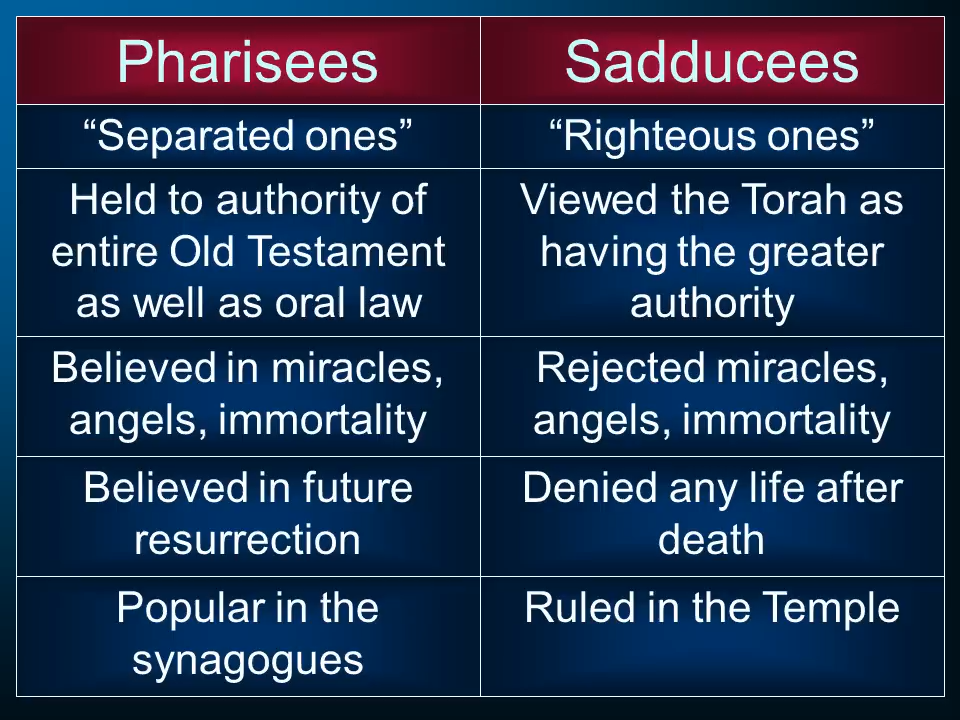 Pharisees
Sadducees
“Separated ones”
“Righteous ones”
Held to authority of
entire Old Testament
as well as oral law
Viewed the Torah as
having the greater
authority
Believed in miracles,
angels, immortality
Rejected miracles,
angels, immortality
Believed in future
resurrection
Denied any life after
death
Popular in the
synagogues
Ruled in the Temple